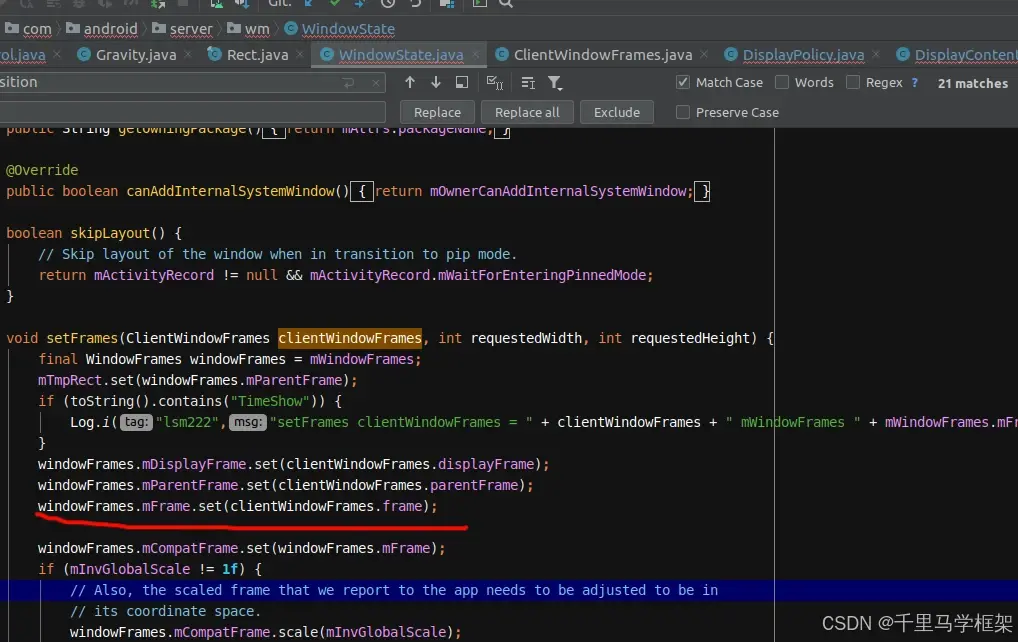 Git:
com android server wm WindowState
ol.java Gravity.java Rect.java WindowState.java ClientWindowFrames.java DisplayPolicy.java DisplayContent
sition Match Case Words Regex ? 21 matches
Replace Replace all Exclude Preserve Case
public String getOwningPackage() { return mAttrs.packageName; }
@Override
public boolean canAddInternalSystemWindow() { return mOwnerCanAddInternalSystemWindow; }
boolean skipLayout() {
// Skip layout of the window when in transition to pip mode.
return mActivityRecord != null && mActivityRecord.mWaitForEnteringPinnedMode;
}
void setFrames(ClientWindowFrames clientWindowFrames, int requestedWidth, int requestedHeight) {
final WindowFrames windowFrames = mWindowFrames;
mTmpRect.set(windowFrames.mParentFrame);
if (toString().contains("TimeShow")) {
Log.i( tag: "lsm222", msg: "setFrames clientWindowFrames = " + clientWindowFrames + " mWindowFrames " + mWindowFrames.mFr
}
windowFrames.mDisplayFrame.set(clientWindowFrames.displayFrame);
windowFrames.mParentFrame.set(clientWindowFrames.parentFrame);
windowFrames.mFrame.set(clientWindowFrames.frame);
windowFrames.mCompatFrame.set(windowFrames.mFrame);
if (mInvGlobalScale != 1f) {
// Also, the scaled frame that we report to the app needs to be adjusted to be in
// its coordinate space.
windowFrames.mCompatFrame.scale(mInvGlobalScale);
CSDN @千里马学框架